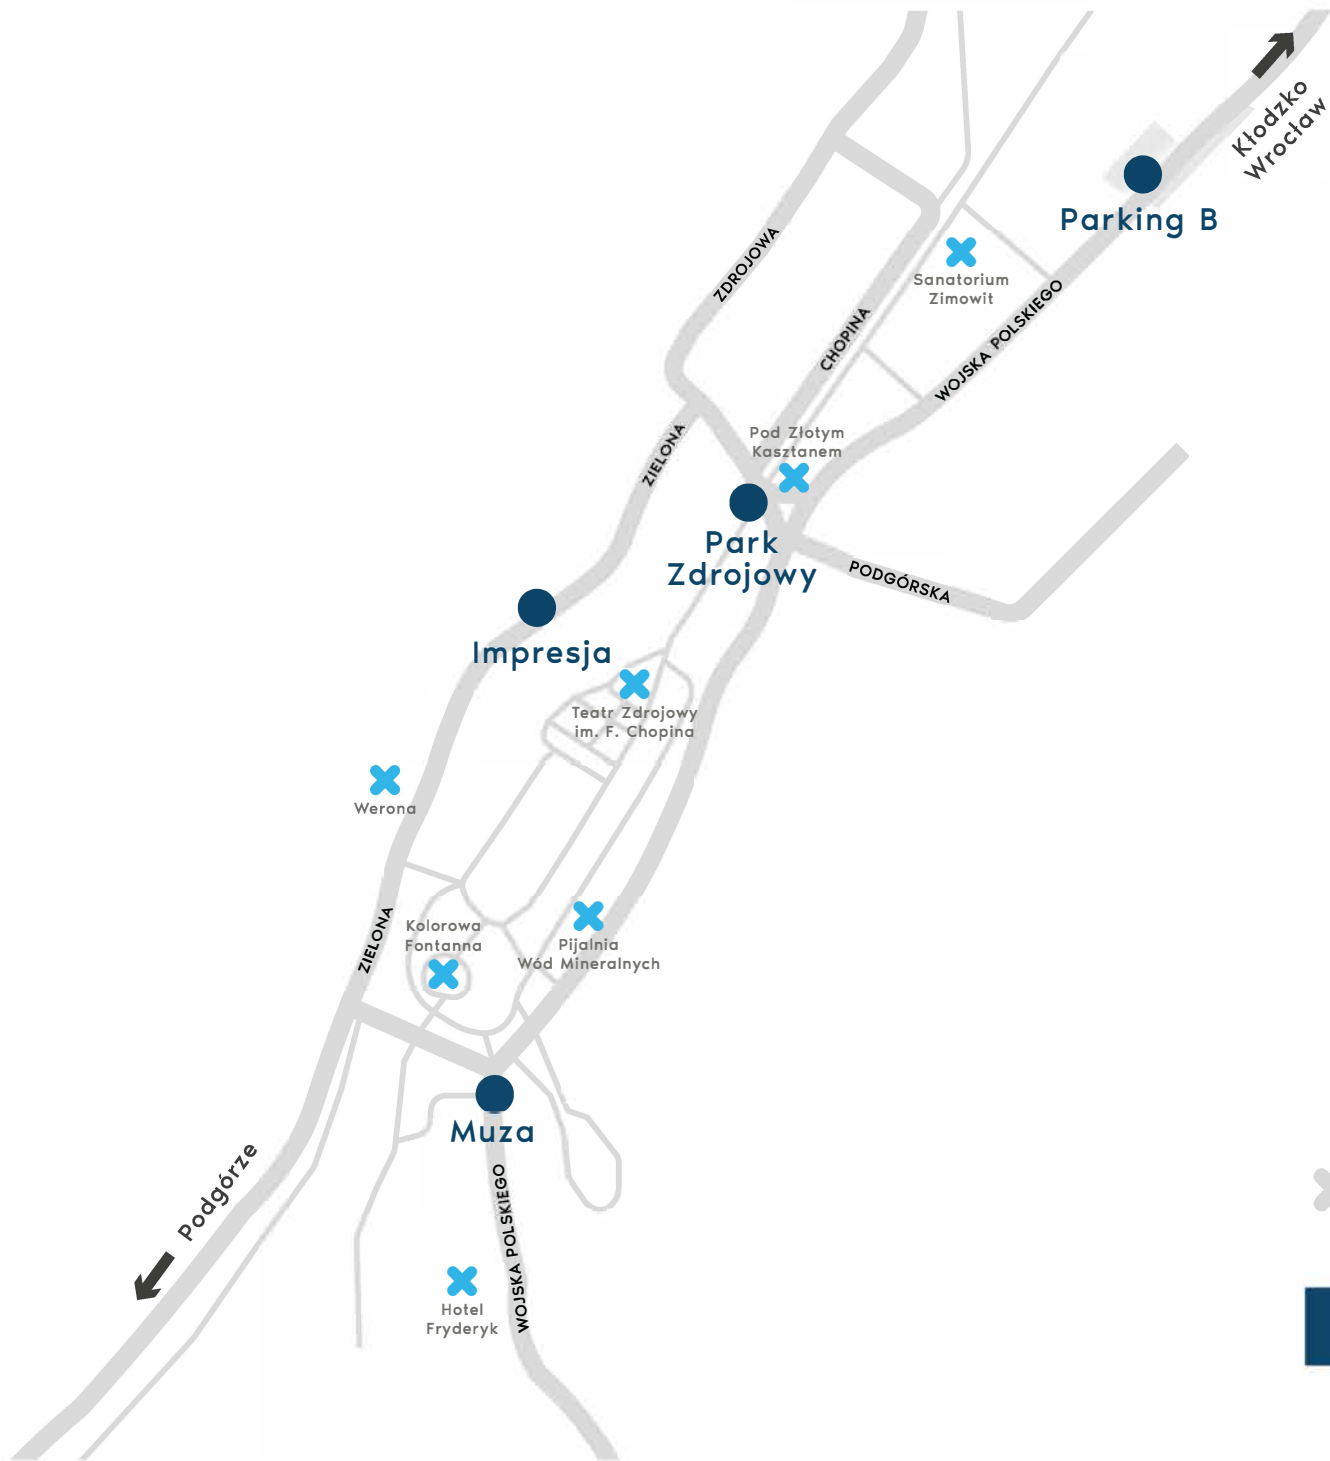 Kłodzko
Wrocław
Parking B
ZDROJOWA
Sanatorium
Zimowit
CHOPINA
WOJSKA POLSKIEGO
ZIELONA
Pod Złotym
Kasztanem
Park
Zdrojowy
PODGÓRSKA
Impresja
Teatr Zdrojowy
im. F. Chopina
Werona
ZIELONA
Kolorowa
Fontanna
Pijalnia
Wód Mineralnych
Muza
Podgórze
WOJSKA POLSKIEGO
Hotel
Fryderyk